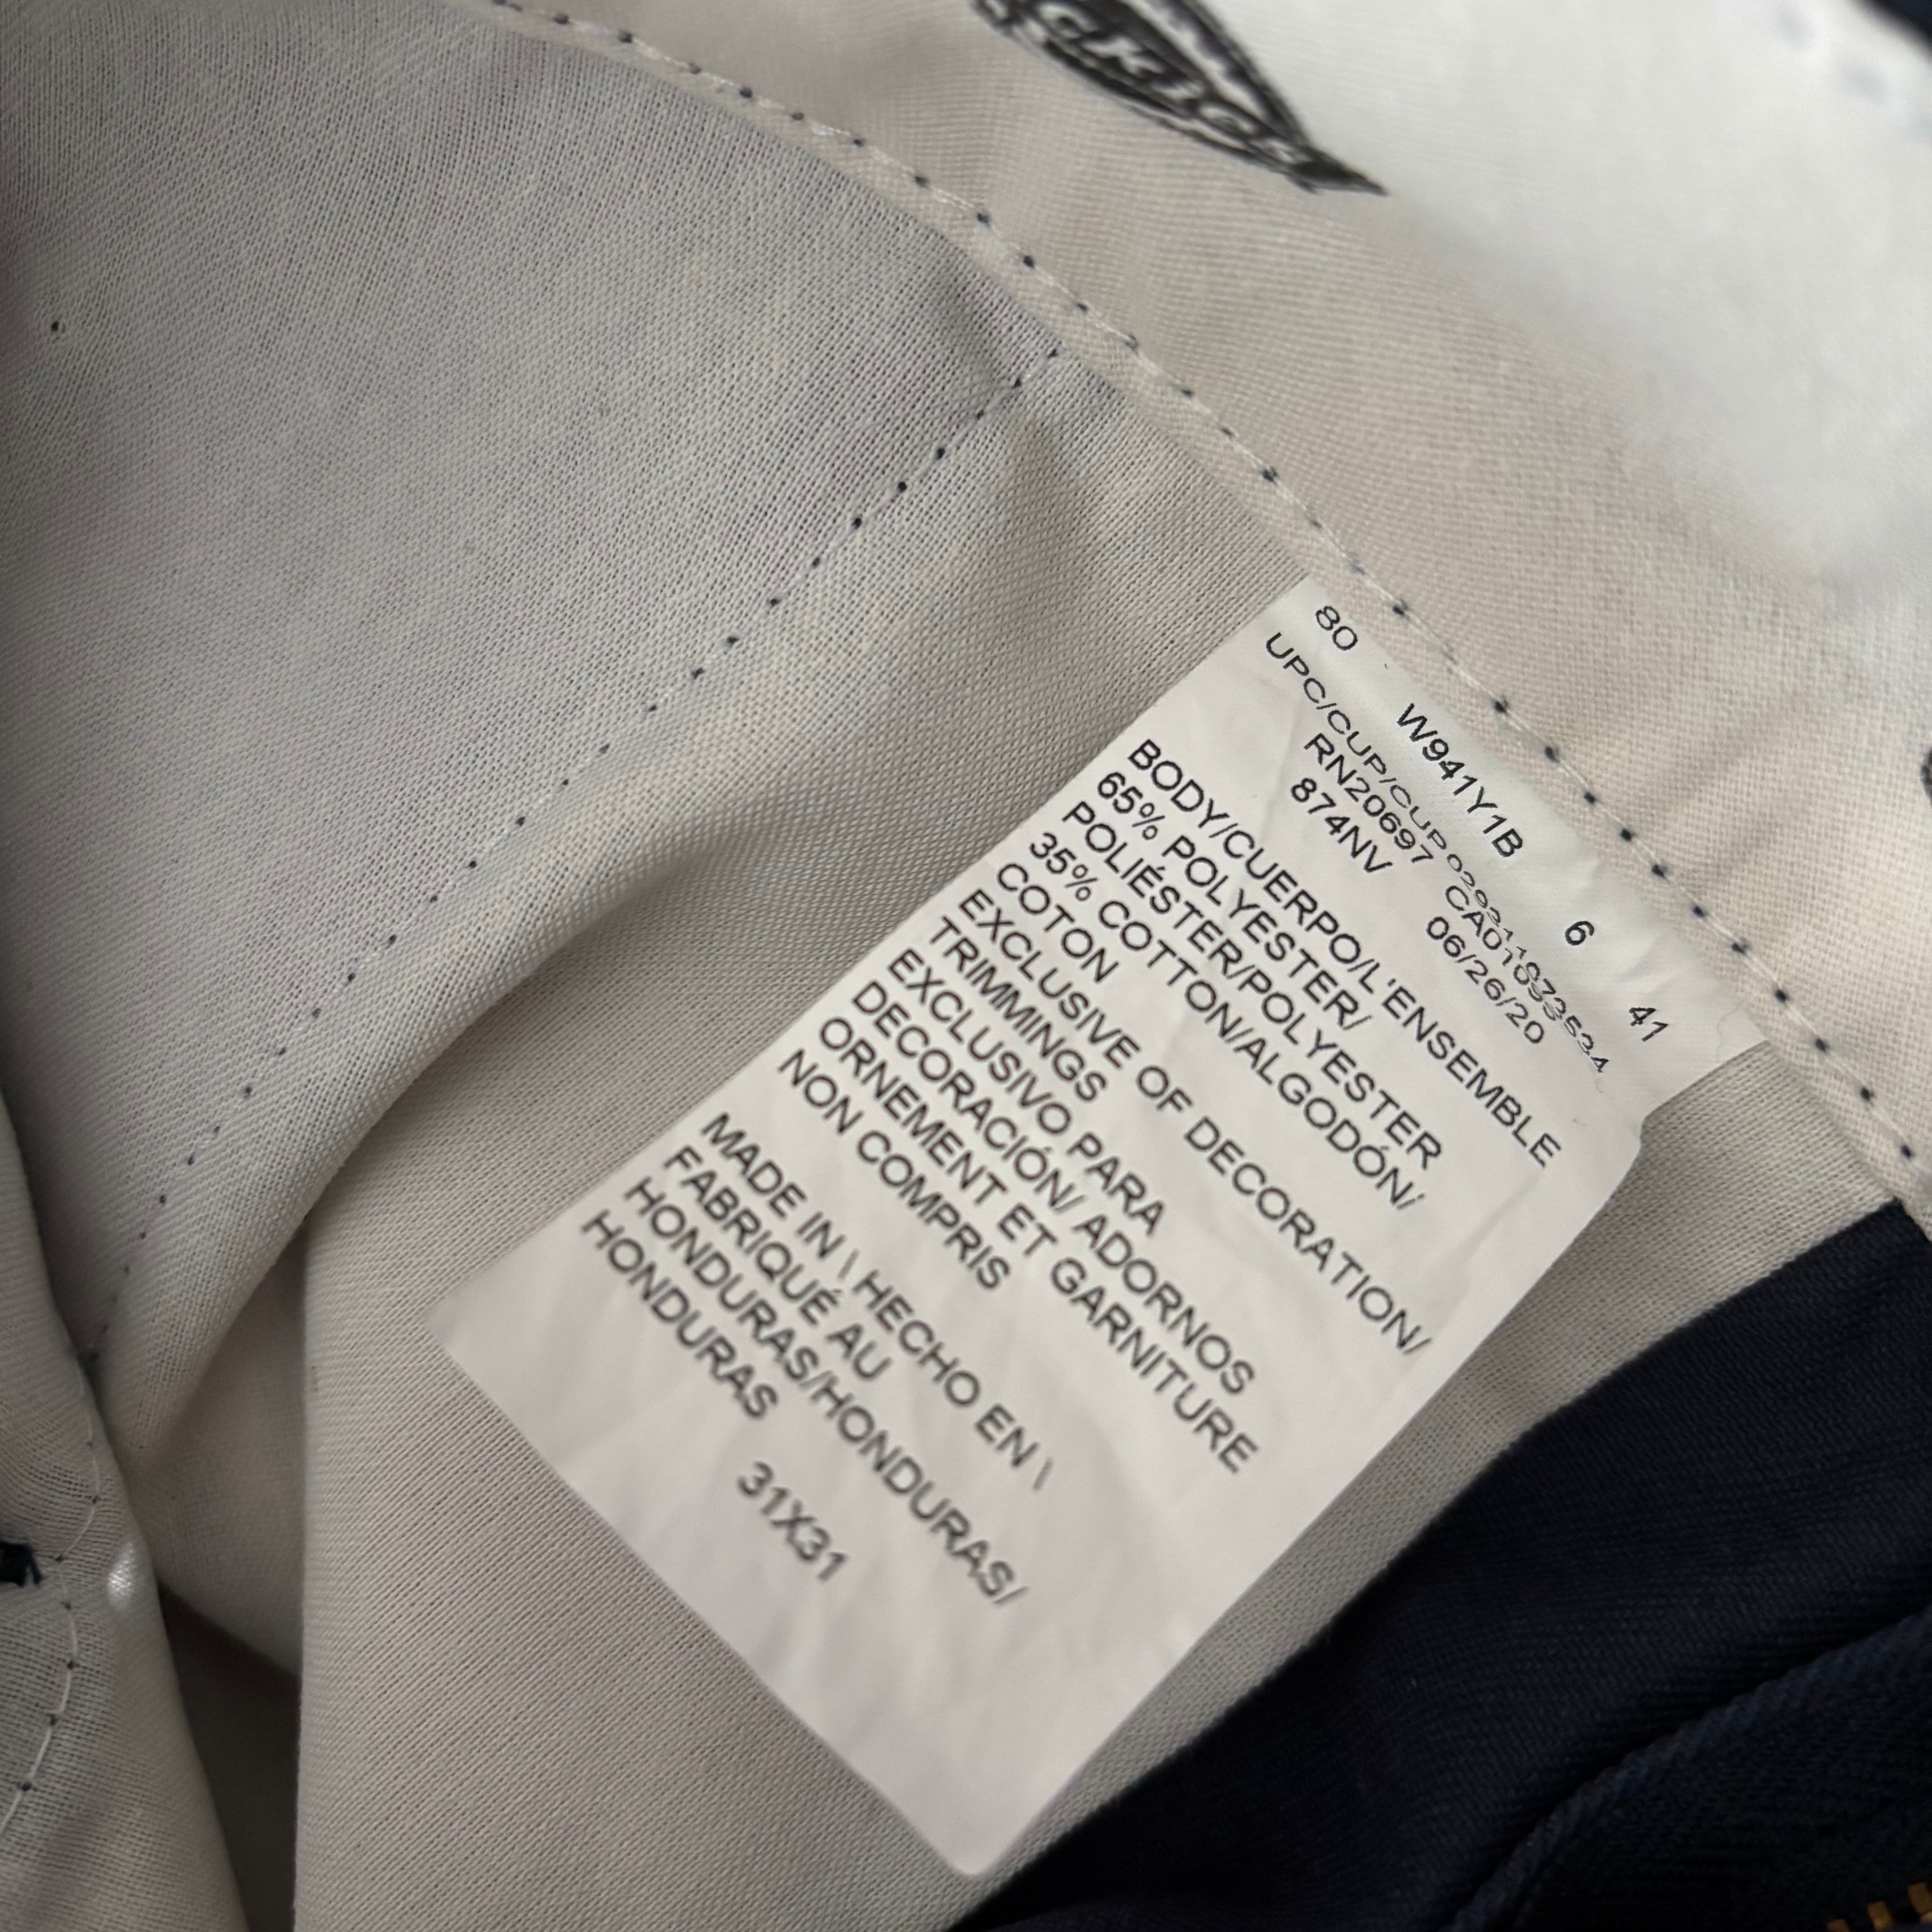 80 W941Y1B 6 41
UPC/CUP/CUP
RN20697 CA0103353
874NV 06/26/20
BODY/CUERPO/L'ENSEMBLE
65% POLYESTER/
POLIÉSTER/POLYESTER
35% COTTON/ALGODÓN/
COTON
EXCLUSIVE OF DECORATION/
TRIMMINGS
EXCLUSIVO PARA
DECORACIÓN/ ADORNOS
ORNEMENT ET GARNITURE
NON COMPRIS
MADE IN \ HECHO EN \
FABRIQUÉ AU
HONDURAS/HONDURAS/
HONDURAS
31X31